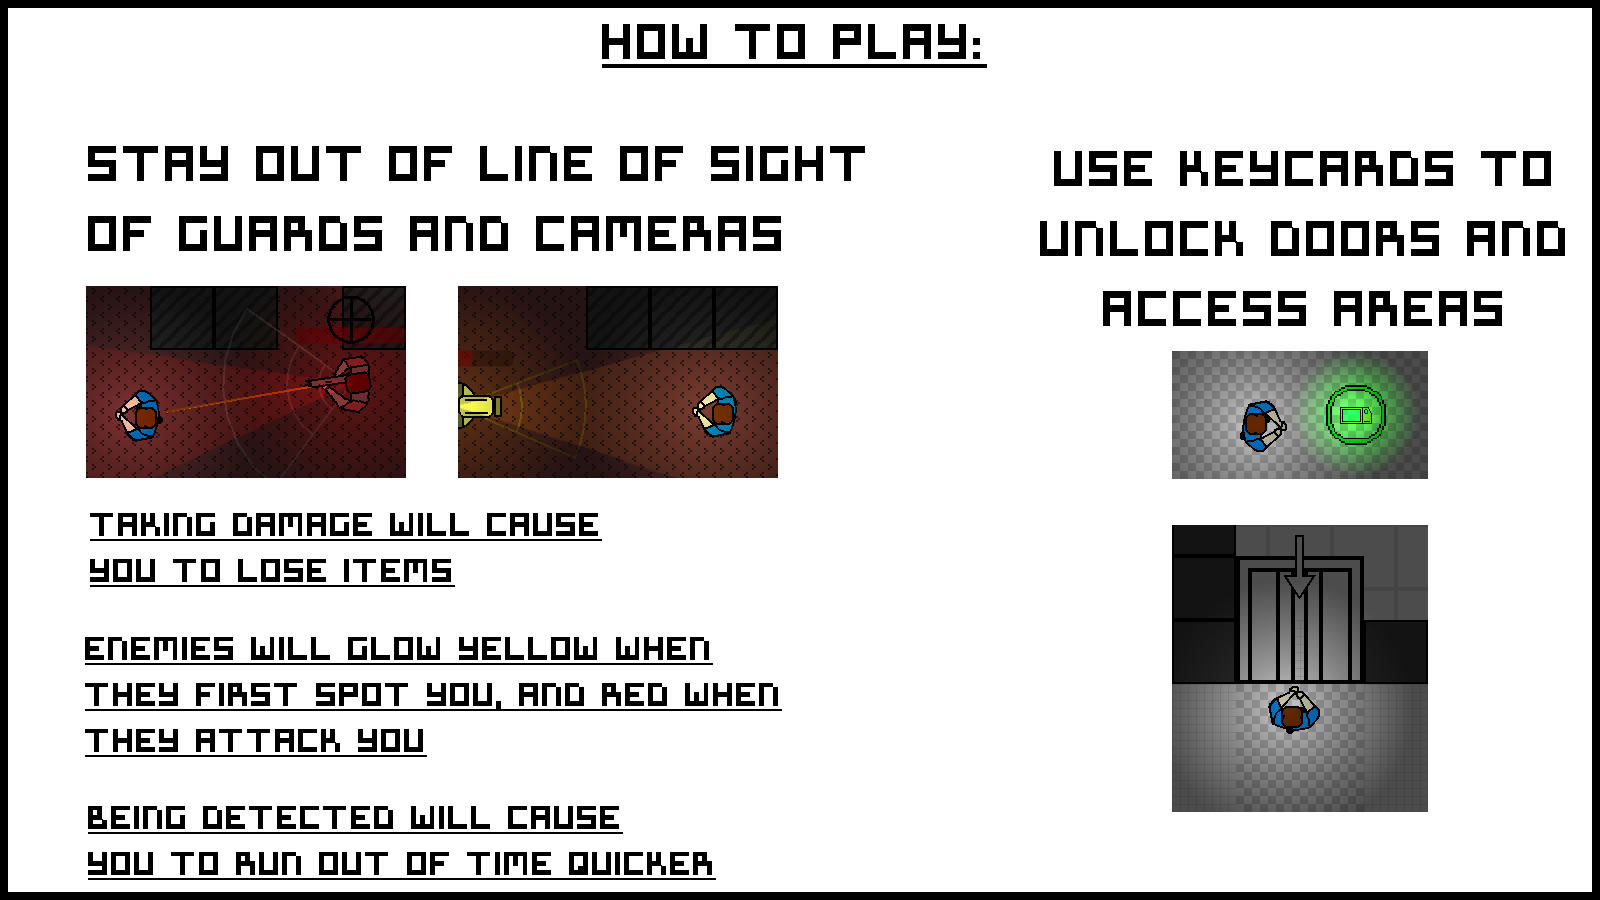 HOW TO PLAY:
STAY OUT OF LINE OF SIGHT
OF GUARDS AND CAMERAS
TAKING DAMAGE WILL CAUSE
YOU TO LOSE ITEMS
ENEMIES WILL GLOW YELLOW WHEN
THEY FIRST SPOT YOU, AND RED WHEN
THEY ATTACK YOU
BEING DETECTED WILL CAUSE
YOU TO RUN OUT OF TIME QUICKER
USE KEYCARDS TO
UNLOCK DOORS AND
ACCESS AREAS